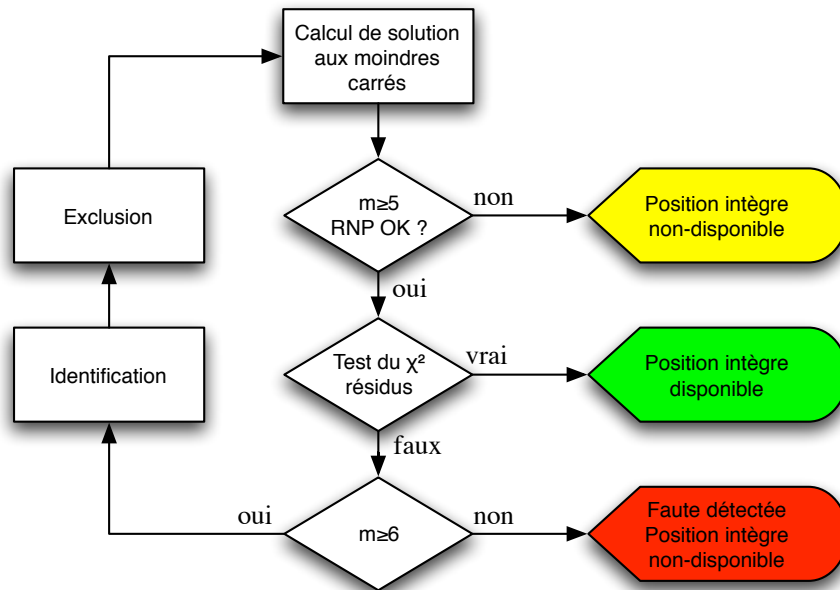 Calcul de solution
aux moindres
carrés
m≥5
RNP OK ?
non
Position intègre
non-disponible
Exclusion
oui
Test du χ²
résidus
vrai
Position intègre
disponible
Identification
faux
m≥6
oui
non
Faute détectée
Position intègre
non-disponible